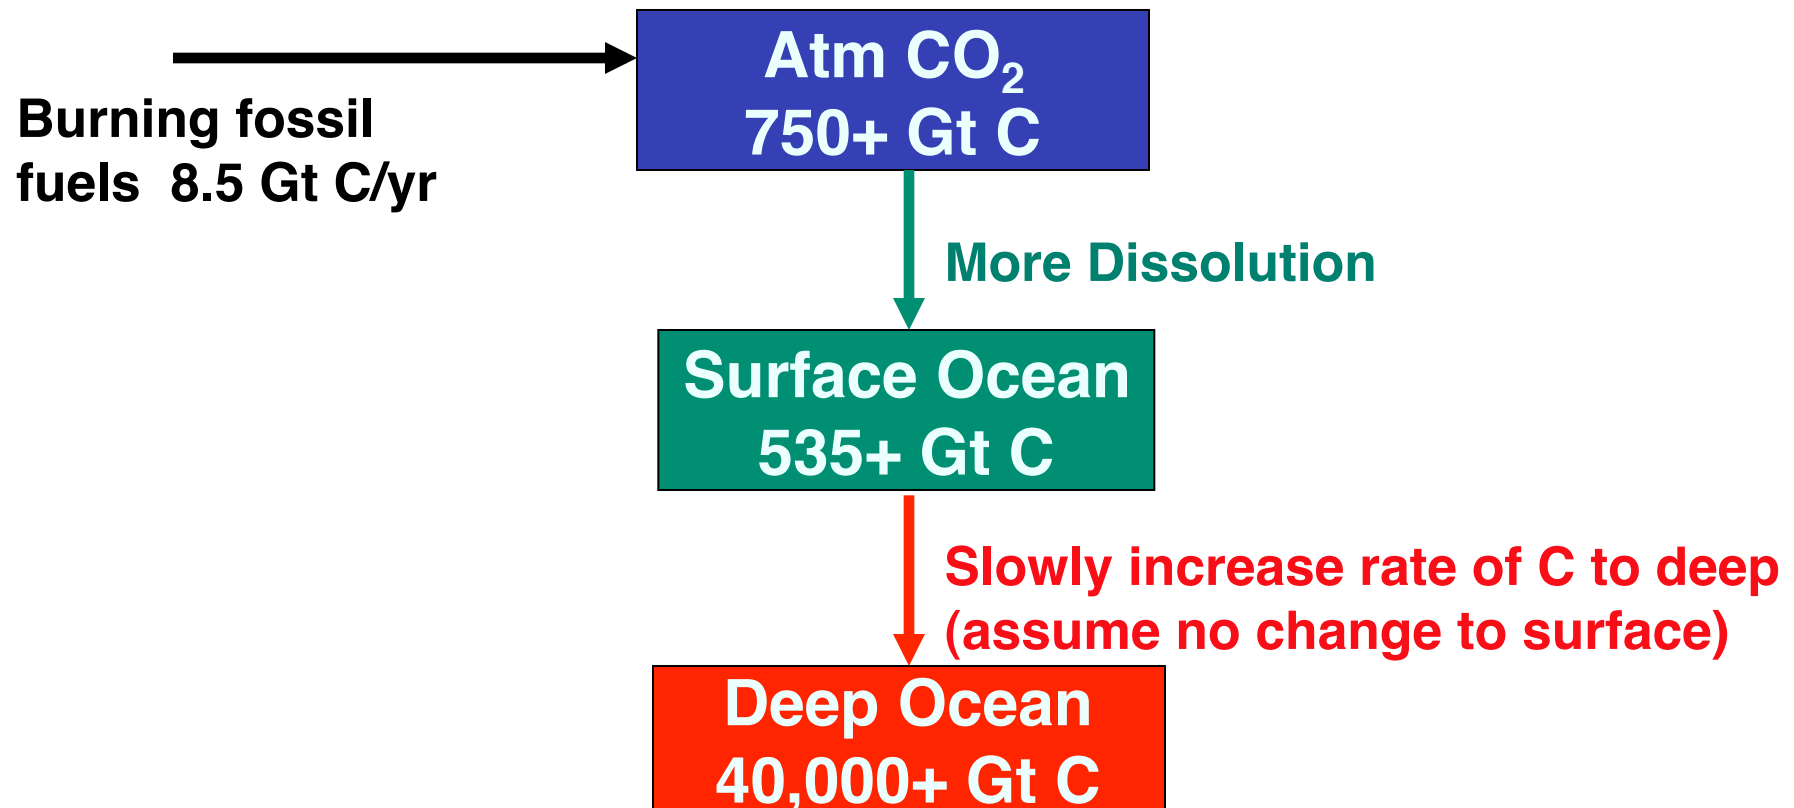 Atm CO₂
750+ Gt C
Burning fossil
fuels 8.5 Gt C/yr
More Dissolution
Surface Ocean
535+ Gt C
Slowly increase rate of C to deep
(assume no change to surface)
Deep Ocean
40,000+ Gt C